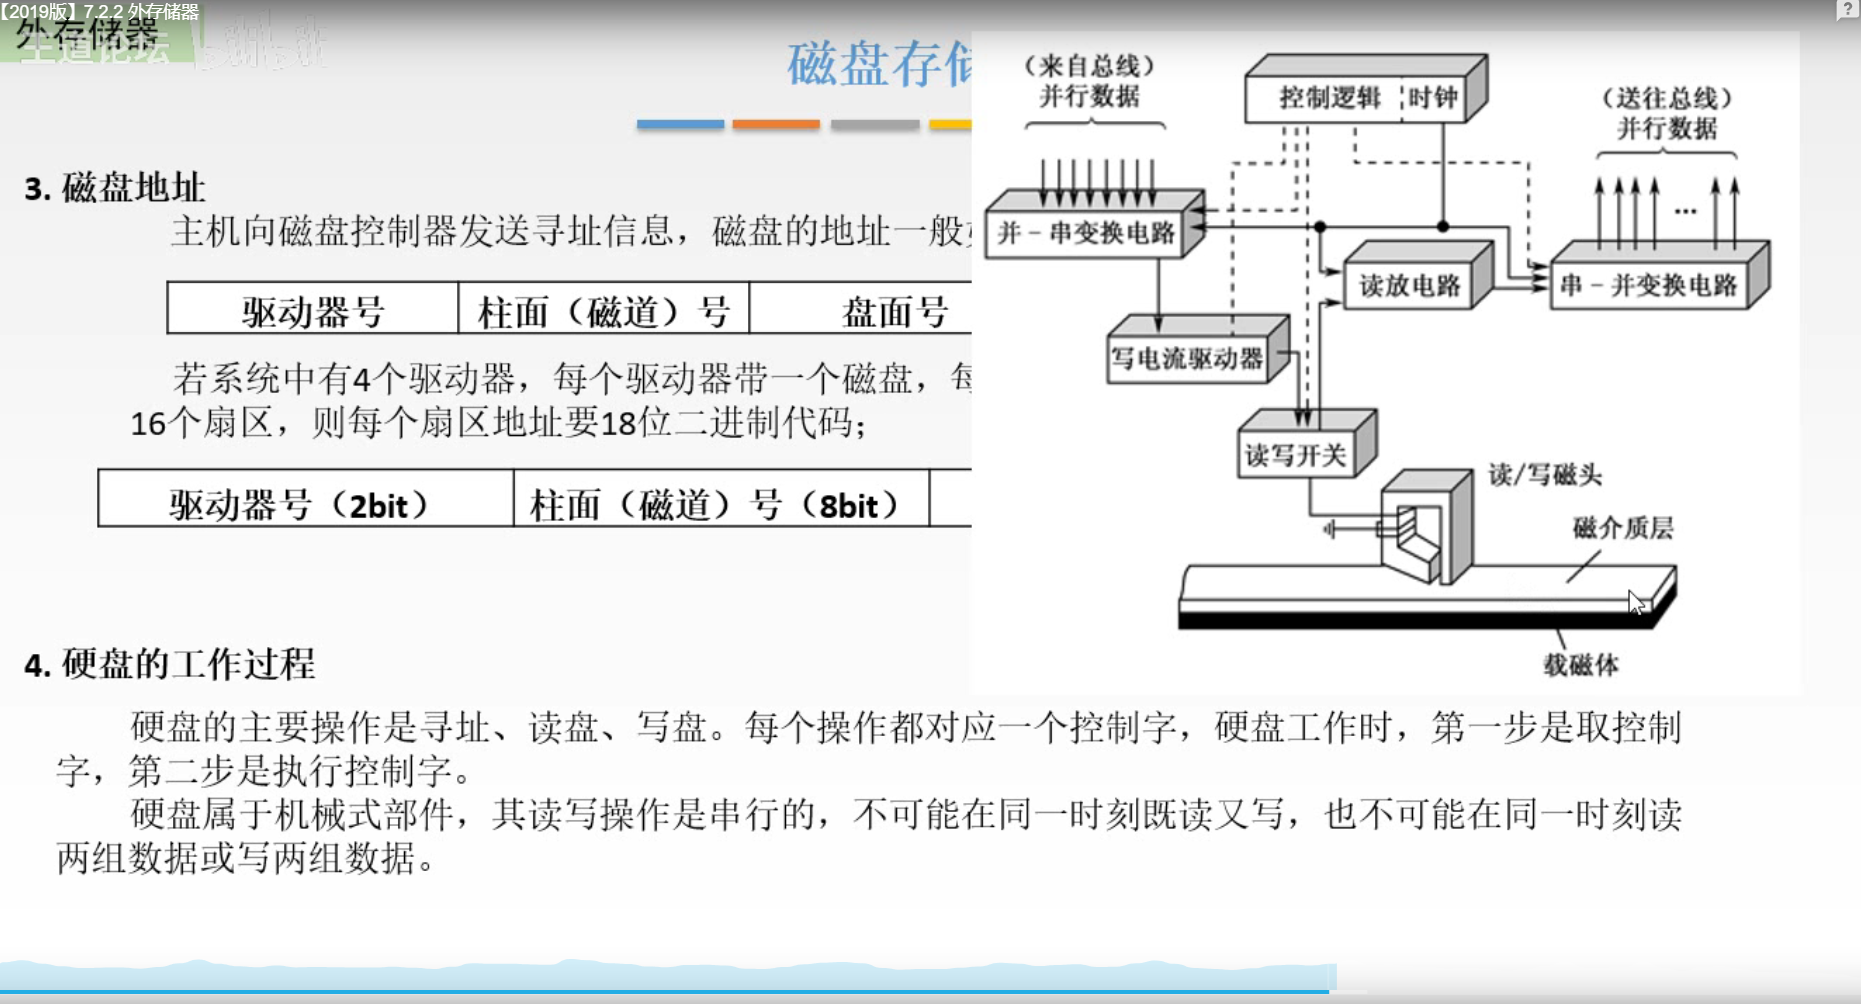 【2019版】7.2.2 外存储器
外存储器
王道论坛 bilibili
磁盘存
3. 磁盘地址
主机向磁盘控制器发送寻址信息，磁盘的地址一般
驱动器号 柱面（磁道）号 盘面号
若系统中有4个驱动器，每个驱动器带一个磁盘，每
16个扇区，则每个扇区地址要18位二进制代码；
驱动器号（2bit） 柱面（磁道）号（8bit）
（来自总线）
并行数据
控制逻辑 时钟
（送往总线）
并行数据
并－串变换电路
读放电路
串－并变换电路
…
写电流驱动器
读写开关
读/写磁头
磁介质层
载磁体
4. 硬盘的工作过程
硬盘的主要操作是寻址、读盘、写盘。每个操作都对应一个控制字，硬盘工作时，第一步是取控制
字，第二步是执行控制字。
硬盘属于机械式部件，其读写操作是串行的，不可能在同一时刻既读又写，也不可能在同一时刻读
两组数据或写两组数据。
?